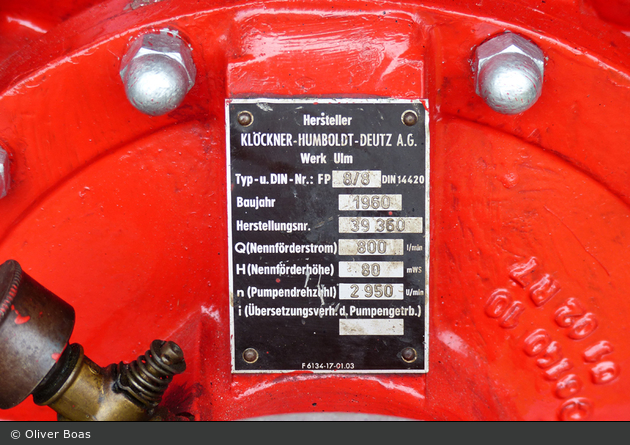 Hersteller
KLÖCKNER-HUMBOLDT-DEUTZ A.G.
Werk Ulm
Typ-u.DIN-Nr.: FP 8/8 DIN 14420
Baujahr 1960
Herstellungsnr. 39 360
Q(Nennförderstrom) 800 l/min
H(Nennförderhöhe) 80 mWS
n(Pumpendrehzahl) 2 950 U/min
i(Übersetzungsverh.d.Pumpengetrb.)
F 6134-17-01.03
© Oliver Boas